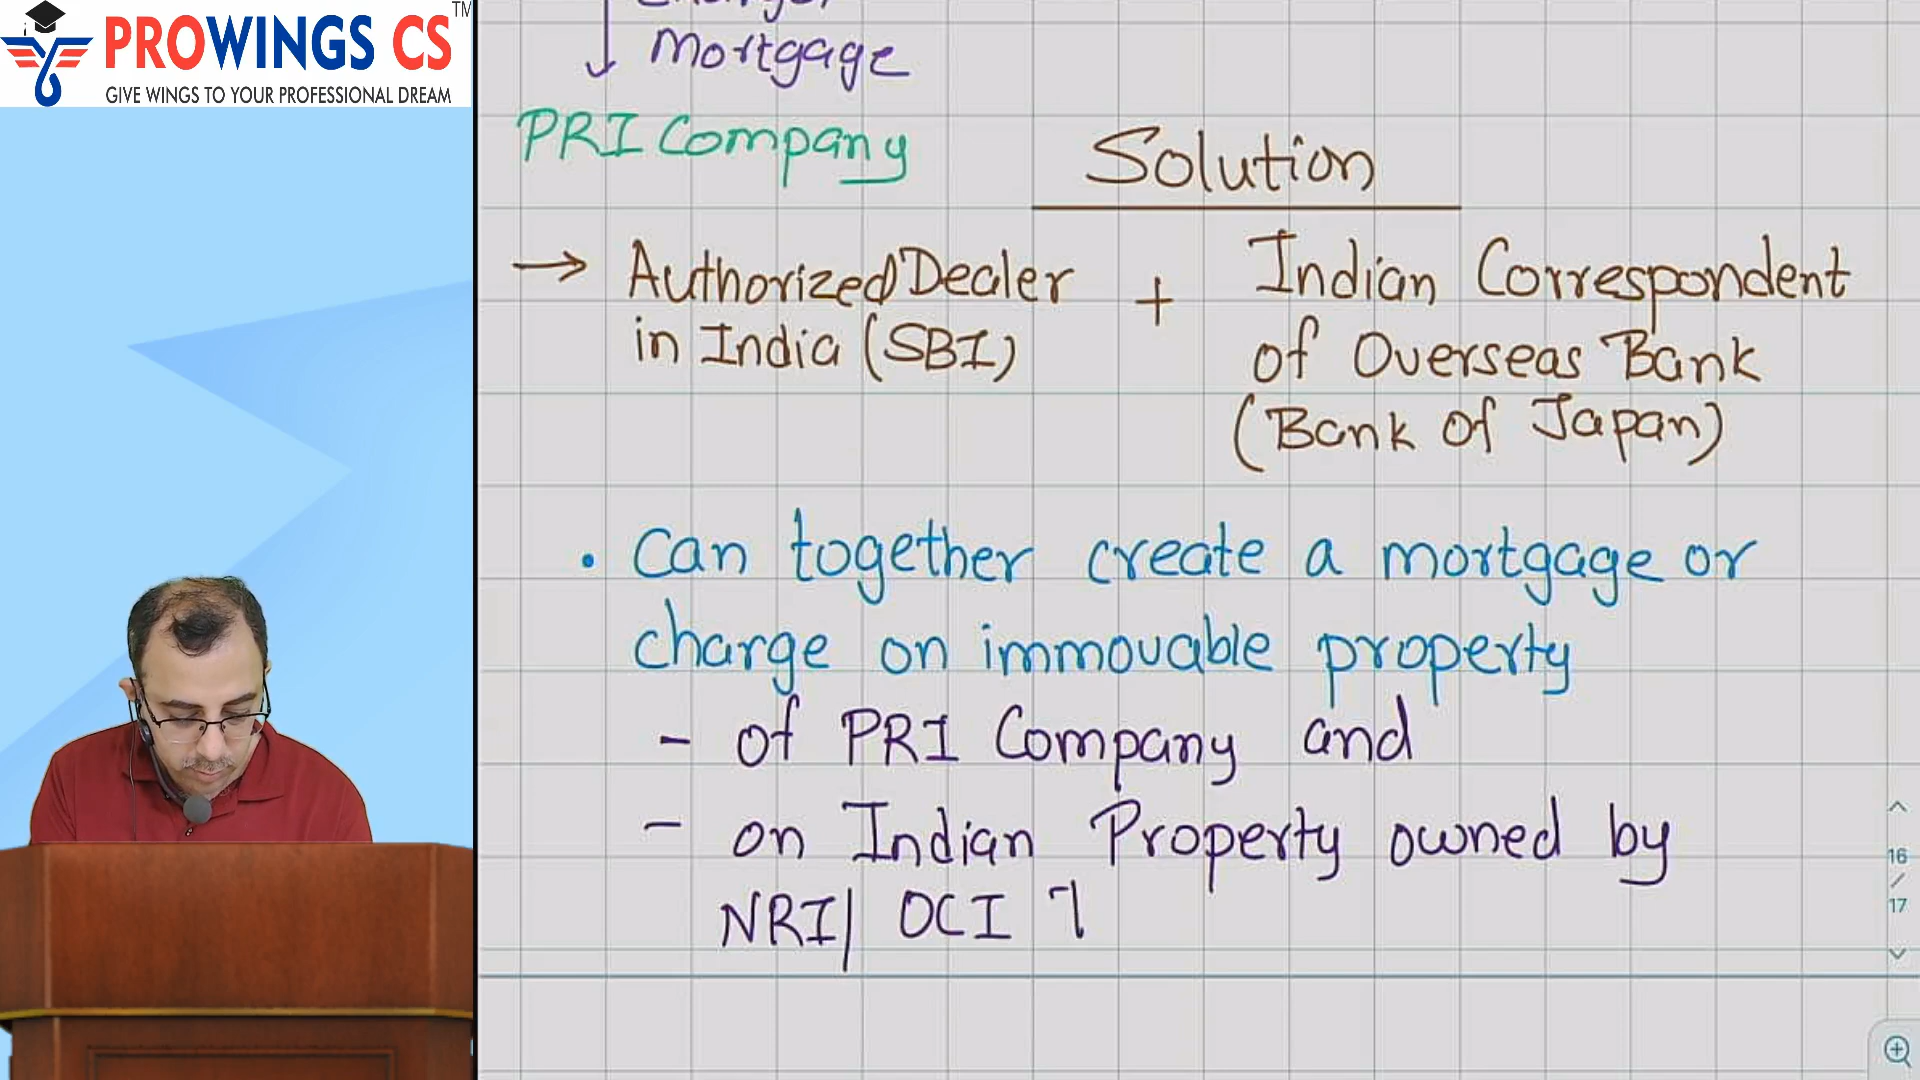 PROWINGS CS TM
GIVE WINGS TO YOUR PROFESSIONAL DREAM
Mortgage
PRI Company
Solution
→ Authorized Dealer + Indian Correspondent
in India (SBI) of Overseas Bank
(Bank of Japan)
• Can together create a mortgage or
charge on immovable property
- of PRI Company and
- on Indian Property owned by
NRI/ OCI
16
/
17